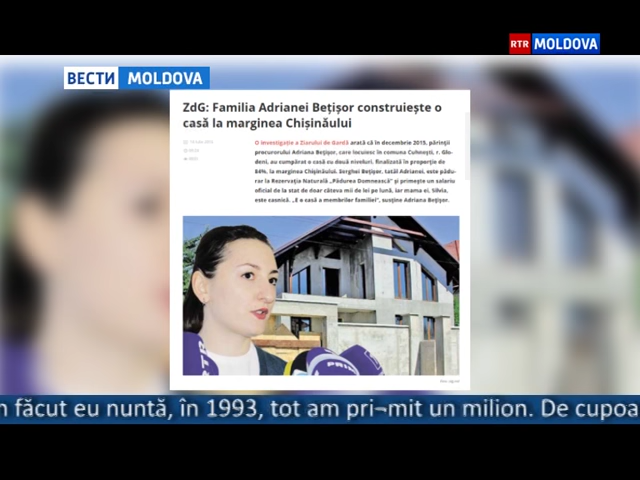 RTR MOLDOVA
ВЕСТИ MOLDOVA
ZdG: Familia Adrianei Bețișor construiește o
casă la marginea Chișinăului
O investigație a Ziarului de Gardă arată că în decembrie 2015, părinții
procurorului Adriana Bețișor, care locuiesc în comuna Cuhnești, r. Glo-
deni, au cumpărat o casă cu două niveluri, finalizată în proporție de
84%, la marginea Chișinăului. Serghei Bețișor, tatăl Adrianei, este pădu-
rar la Rezervația Naturală „Pădurea Domnească” și primește un salariu
oficial de la stat de doar câteva mii de lei pe lună, iar mama ei, Silvia,
este casnică. „E o casă a membrilor familiei”, susține Adriana Bețișor.
RTR
PRIME
făcut eu nuntă, în 1993, tot am pri¬mit un milion. De cupoa